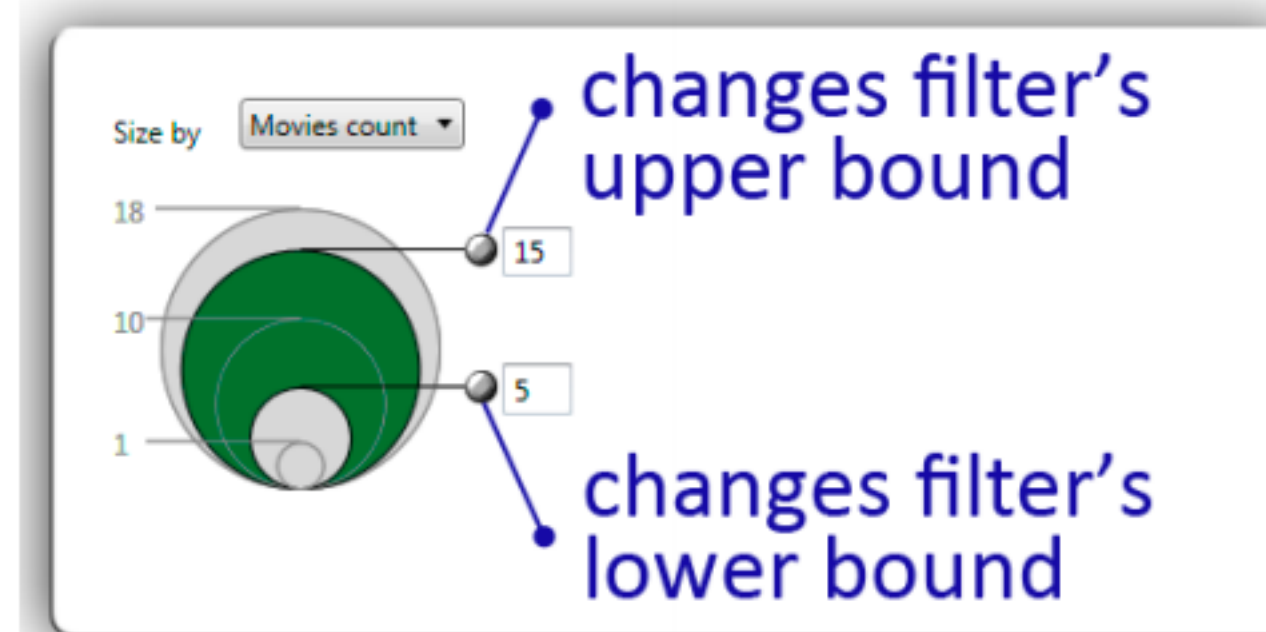 changes filter’s
upper bound
Size by Movies count
18
15
10
5
1
changes filter’s
lower bound